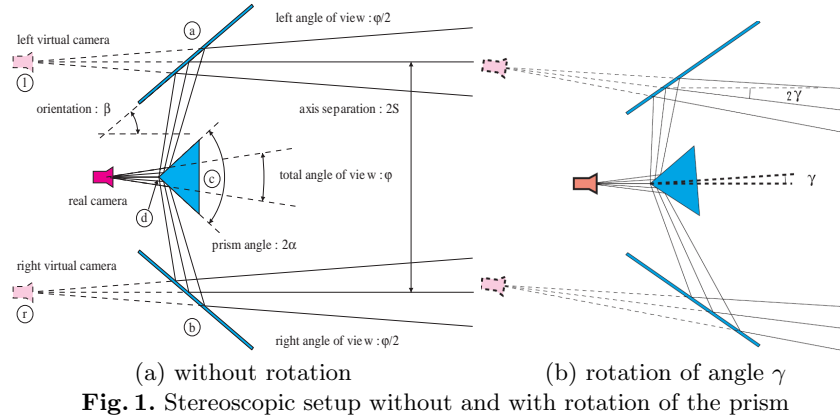 a
left angle of view : φ/2
left virtual camera
l
orientation : β
axis separation : 2S
2γ
c
total angle of view : φ
γ
real camera
d
prism angle : 2α
right virtual camera
r
b
right angle of view : φ/2
(a) without rotation
(b) rotation of angle γ
Fig. 1. Stereoscopic setup without and with rotation of the prism